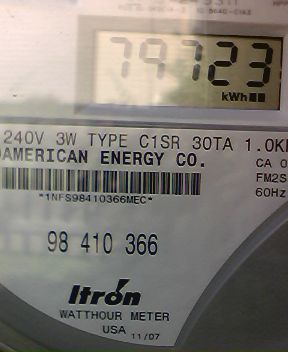 79723
kWh
240V 3W TYPE C1SR 30TA 1.0
AMERICAN ENERGY CO.
CA
*1NFS98410366MEC*
FM2S
60Hz
98 410 366
Itron
WATTHOUR METER
USA 11/07